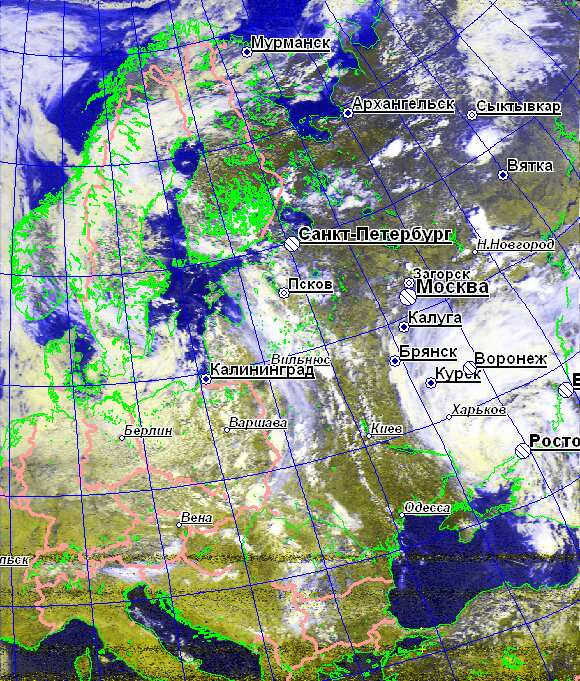 Мурманск
Архангельск
Сыктывкар
Вятка
Санкт-Петербург
Н.Новгород
Загорск
Псков
Москва
Калуга
Вильнюс
Брянск
Воронеж
Калининград
Курск
Харьков
Варшава
Киев
Берлин
Росто
Одесса
Вена
льск